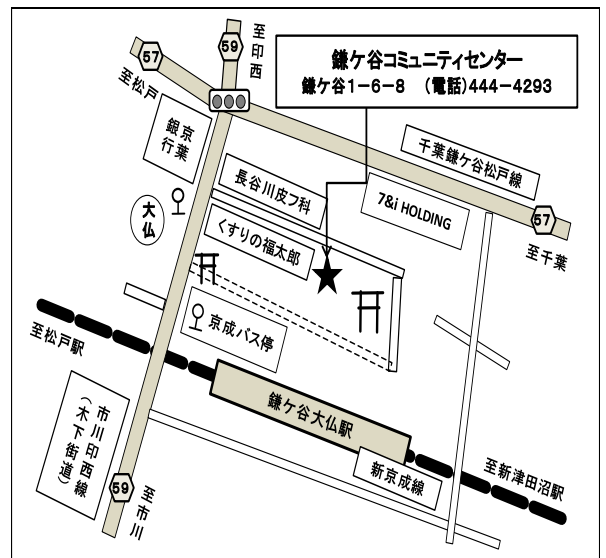 鎌ケ谷コミュニティセンター
鎌ケ谷1-6-8 (電話)444-4293
59
至印西
57
至松戸
京葉
銀行
千葉鎌ケ谷松戸線
長谷川皮フ科
7&i HOLDING
57
至千葉
大仏
くすりの福太郎
京成バス停
至松戸駅
鎌ケ谷大仏駅
新京成線
至新津田沼駅
市川印西線
(木下街道)
59
至市川